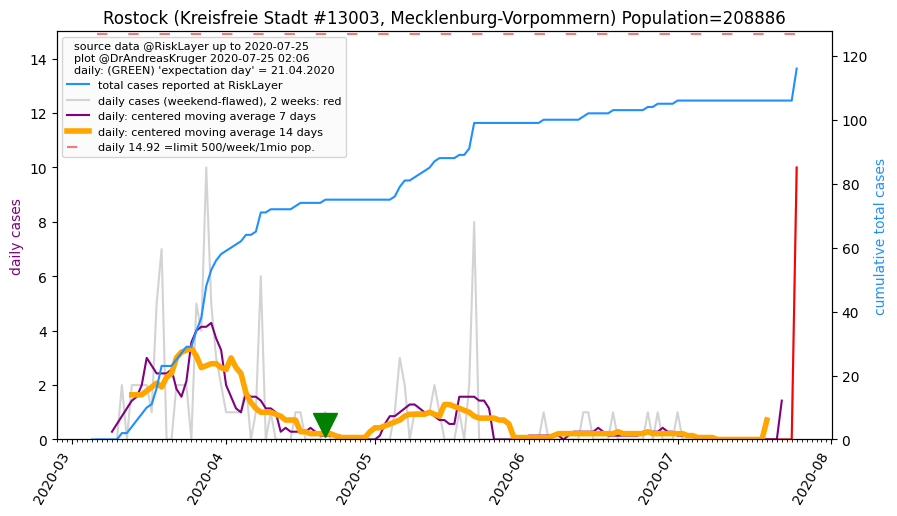 Rostock (Kreisfreie Stadt #13003, Mecklenburg-Vorpommern) Population=208886
source data @RiskLayer up to 2020-07-25
plot @DrAndreasKruger 2020-07-25 02:06
daily: (GREEN) 'expectation day' = 21.04.2020
total cases reported at RiskLayer
daily cases (weekend-flawed), 2 weeks: red
daily: centered moving average 7 days
daily: centered moving average 14 days
daily 14.92 =limit 500/week/1mio pop.
daily cases
14
12
10
8
6
4
2
0
cumulative total cases
120
100
80
60
40
20
0
2020-03
2020-04
2020-05
2020-06
2020-07
2020-08